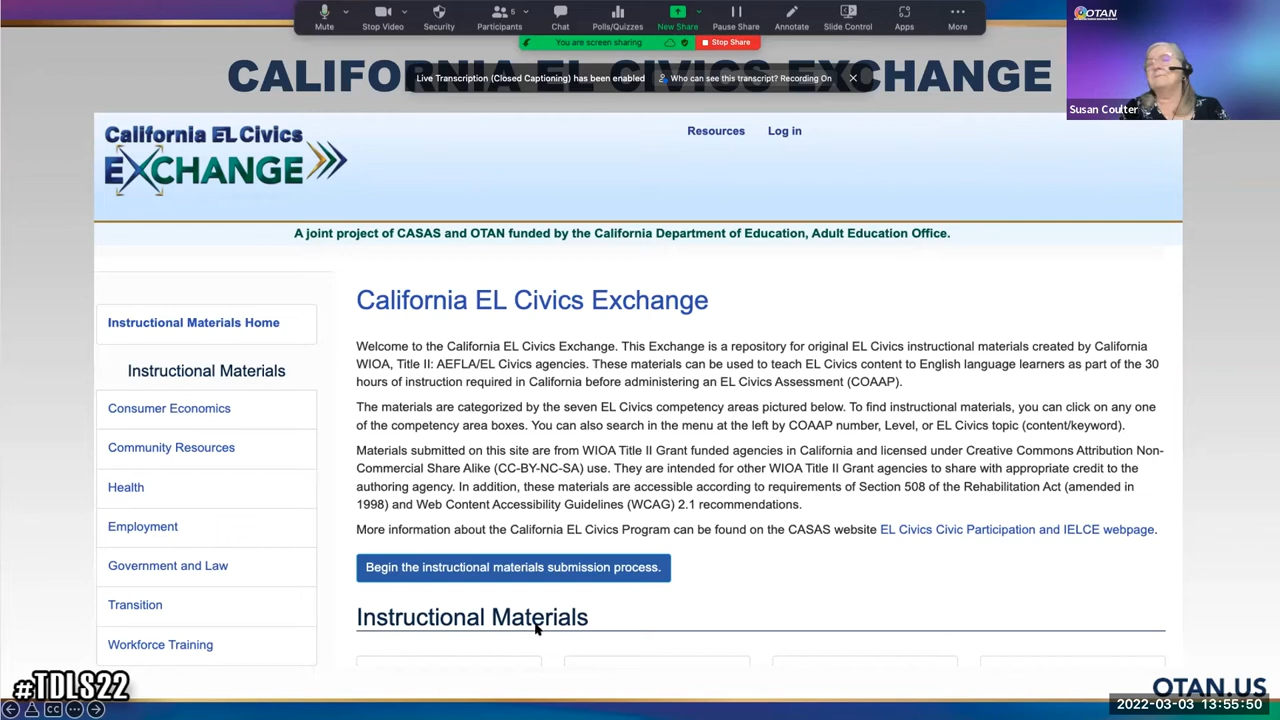 Mute
Stop Video
Security
Participants
5
Chat
Polls/Quizzes
New Share
Pause Share
Annotate
Slide Control
Apps
More
You are screen sharing
Stop Share
OTAN
CALIFORNIA EL CIVICS EXCHANGE
Live Transcription (Closed Captioning) has been enabled
Who can see this transcript? Recording On
Susan Coulter
California EL Civics
EXCHANGE
Resources
Log in
A joint project of CASAS and OTAN funded by the California Department of Education, Adult Education Office.
Instructional Materials Home
Instructional Materials
Consumer Economics
Community Resources
Health
Employment
Government and Law
Transition
Workforce Training
California EL Civics Exchange
Welcome to the California EL Civics Exchange. This Exchange is a repository for original EL Civics instructional materials created by California
WIOA, Title II: AEFLA/EL Civics agencies. These materials can be used to teach EL Civics content to English language learners as part of the 30
hours of instruction required in California before administering an EL Civics Assessment (COAAP).
The materials are categorized by the seven EL Civics competency areas pictured below. To find instructional materials, you can click on any one
of the competency area boxes. You can also search in the menu at the left by COAAP number, Level, or EL Civics topic (content/keyword).
Materials submitted on this site are from WIOA Title II Grant funded agencies in California and licensed under Creative Commons Attribution Non-
Commercial Share Alike (CC-BY-NC-SA) use. They are intended for other WIOA Title II Grant agencies to share with appropriate credit to the
authoring agency. In addition, these materials are accessible according to requirements of Section 508 of the Rehabilitation Act (amended in
1998) and Web Content Accessibility Guidelines (WCAG) 2.1 recommendations.
More information about the California EL Civics Program can be found on the CASAS website EL Civics Civic Participation and IELCE webpage.
Begin the instructional materials submission process.
Instructional Materials
#TDLS22
CC
OTAN.US
2022-03-03 13:55:50